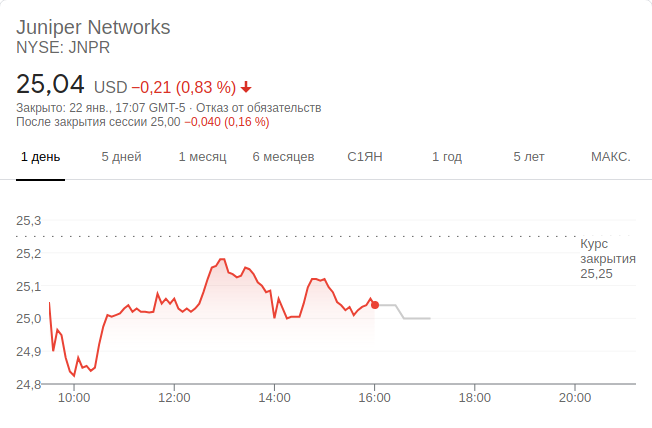 Juniper Networks
NYSE: JNPR
25,04 USD −0,21 (0,83 %)
Закрыто: 22 янв., 17:07 GMT-5 · Отказ от обязательств
После закрытия сессии 25,00 −0,040 (0,16 %)
1 день 5 дней 1 месяц 6 месяцев С1ЯН 1 год 5 лет МАКС.
25,3
Курс
закрытия
25,25
25,2
25,1
25,0
24,9
24,8
10:00 12:00 14:00 16:00 18:00 20:00